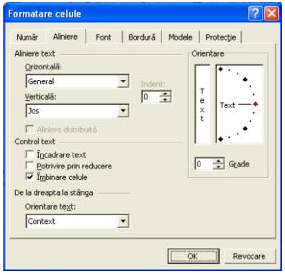 Formatare celule
Număr Aliniere Font Bordură Modele Protecție
Aliniere text
Orizontală:
General
Indent:
0
Verticală:
Jos
Aliniere distribuită
Control text
Încadrare text
Potrivire prin reducere
Îmbinare celule
De la dreapta la stânga
Orientare text:
Context
Orientare
Text
Text
0 Grade
OK Revocare